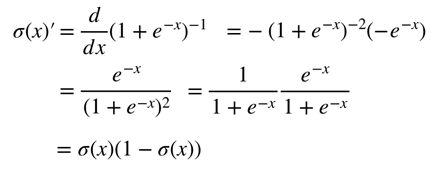 σ(x)′ = d/dx (1 + e^{-x})^{-1} = − (1 + e^{-x})^{-2}(−e^{-x})
= e^{-x} / (1 + e^{-x})^2 = 1 / (1 + e^{-x}) e^{-x} / (1 + e^{-x})
= σ(x)(1 − σ(x))